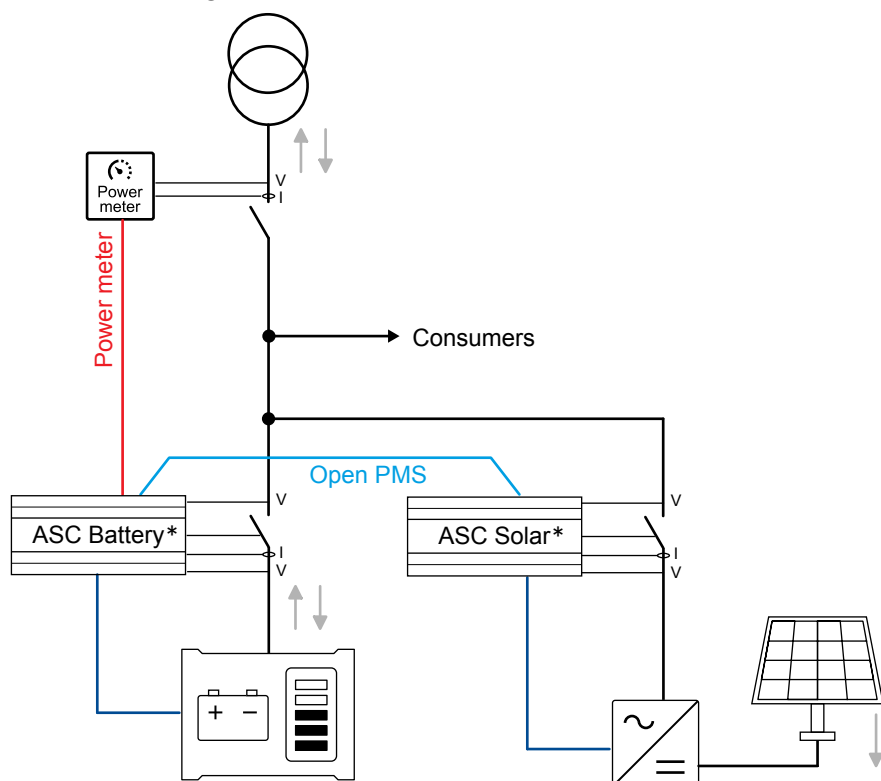 V
I
Power
meter
Power meter
Consumers
Open PMS
V
V
ASC Battery*
ASC Solar*
I
I
V
V
+ −